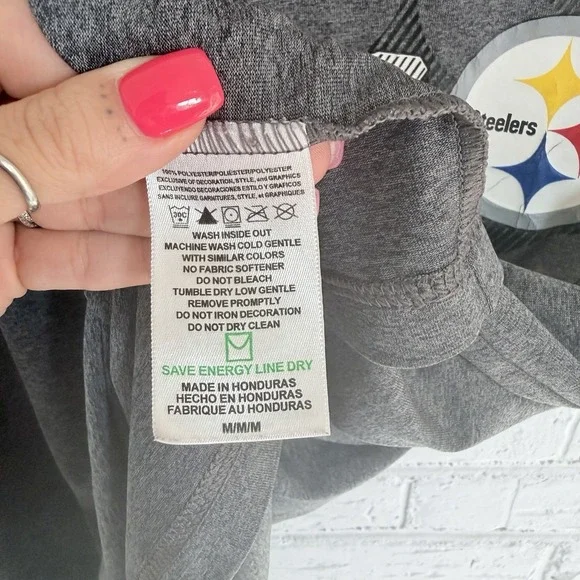 Steelers
100% POLYESTER/POLIESTER/POLYESTER
EXCLUSIVE OF DECORATION, STYLE, and GRAPHICS
EXCLUYENDO DECORACIONES ESTILO Y GRAFICOS
SANS INCLURE GARNITURES, STYLE, et GRAPHIQUES
30C
WASH INSIDE OUT
MACHINE WASH COLD GENTLE
WITH SIMILAR COLORS
NO FABRIC SOFTENER
DO NOT BLEACH
TUMBLE DRY LOW GENTLE
REMOVE PROMPTLY
DO NOT IRON DECORATION
DO NOT DRY CLEAN
SAVE ENERGY LINE DRY
MADE IN HONDURAS
HECHO EN HONDURAS
FABRIQUE AU HONDURAS
M/M/M